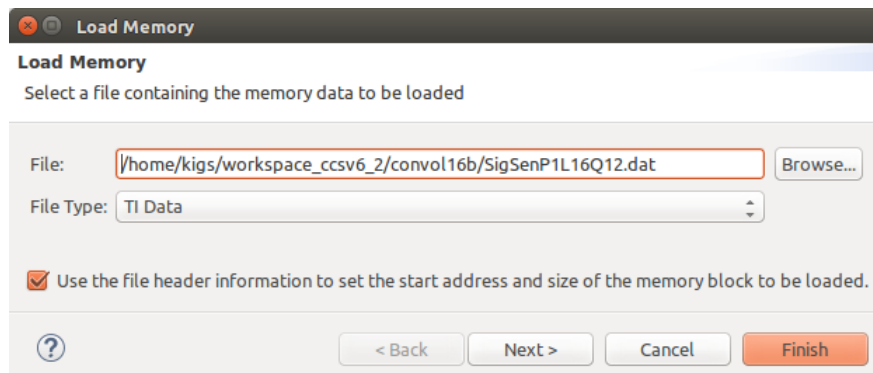 Load Memory
Load Memory
Select a file containing the memory data to be loaded
File: /home/kigs/workspace_ccsv6_2/convol16b/SigSenP1L16Q12.dat Browse...
File Type: TI Data
Use the file header information to set the start address and size of the memory block to be loaded.
? < Back Next > Cancel Finish